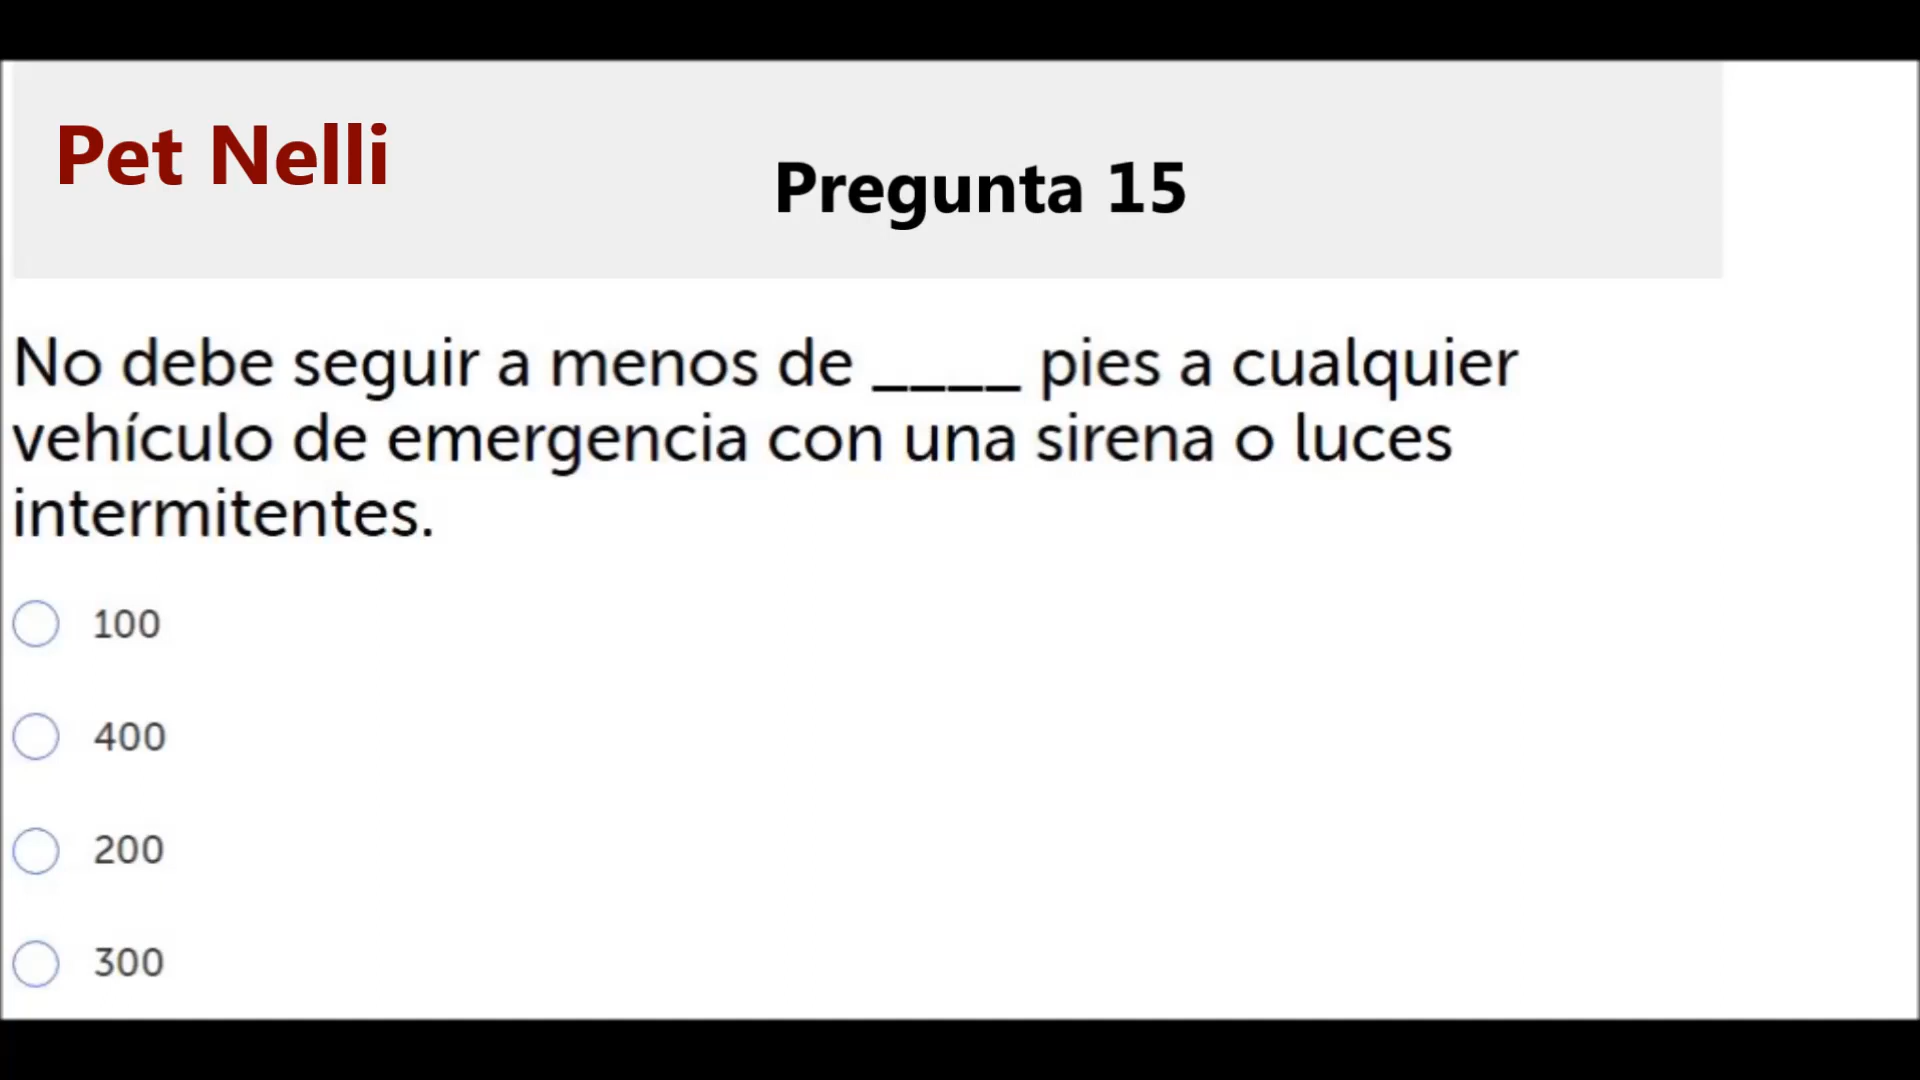 Pet Nelli
Pregunta 15
No debe seguir a menos de ____ pies a cualquier
vehículo de emergencia con una sirena o luces
intermitentes.
100
400
200
300